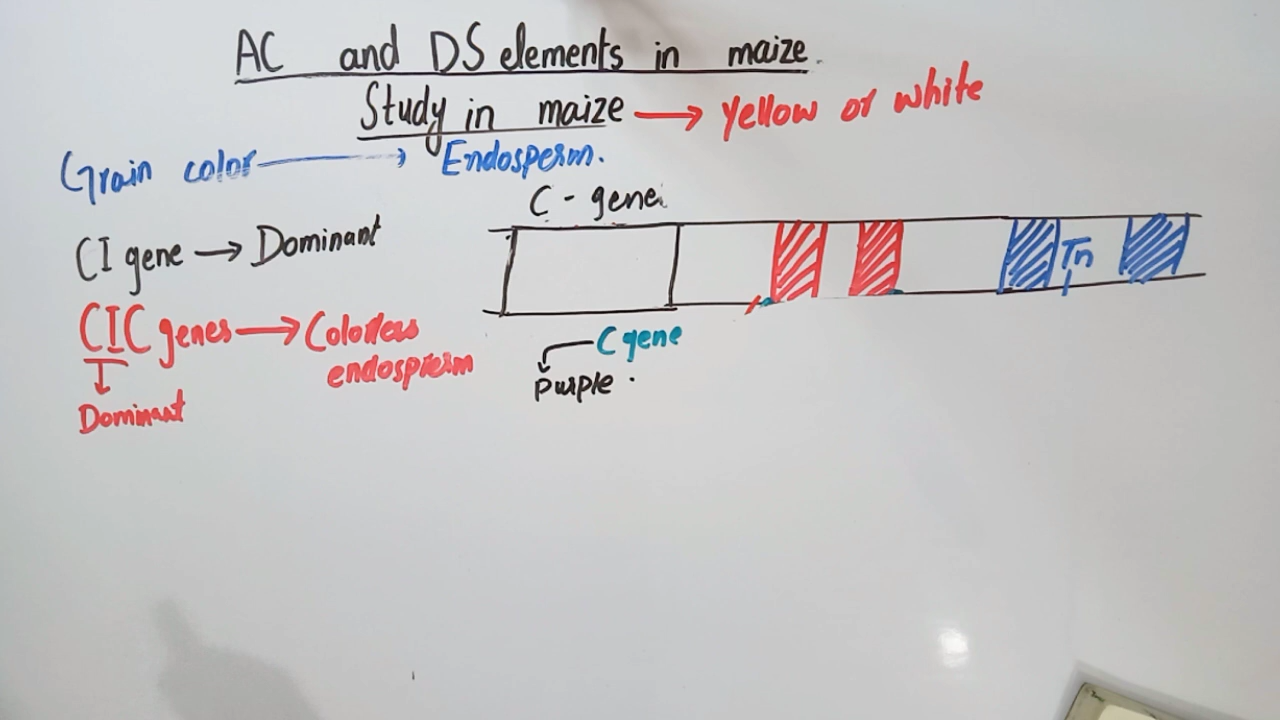 AC and DS elements in maize.
Study in maize → Yellow or white
Grain color → Endosperm.
C - gene
CI gene → Dominant
Tn
CIC genes → Colorless
endosperm
Dominant
C gene
Purple .